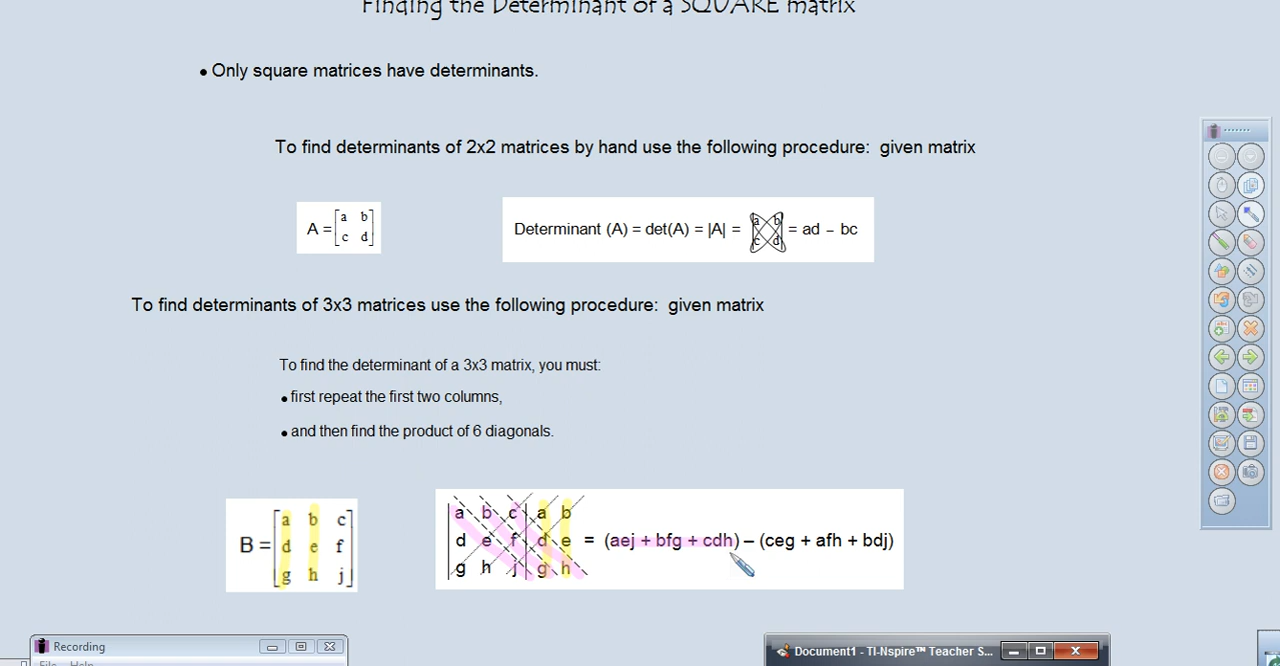 Finding the Determinant of a SQUARE matrix
• Only square matrices have determinants.
To find determinants of 2x2 matrices by hand use the following procedure:  given matrix
A = [a b
c d]
Determinant (A) = det(A) = |A| = |a b
c d| = ad - bc
To find determinants of 3x3 matrices use the following procedure:  given matrix
To find the determinant of a 3x3 matrix, you must:
• first repeat the first two columns,
• and then find the product of 6 diagonals.
B = [a b c
d e f
g h j]
|a b c| a b
d e f d e = (aej + bfg + cdh) – (ceg + afh + bdj)
g h j g h
Recording
File Help
Document1 - TI-Nspire™ Teacher S...